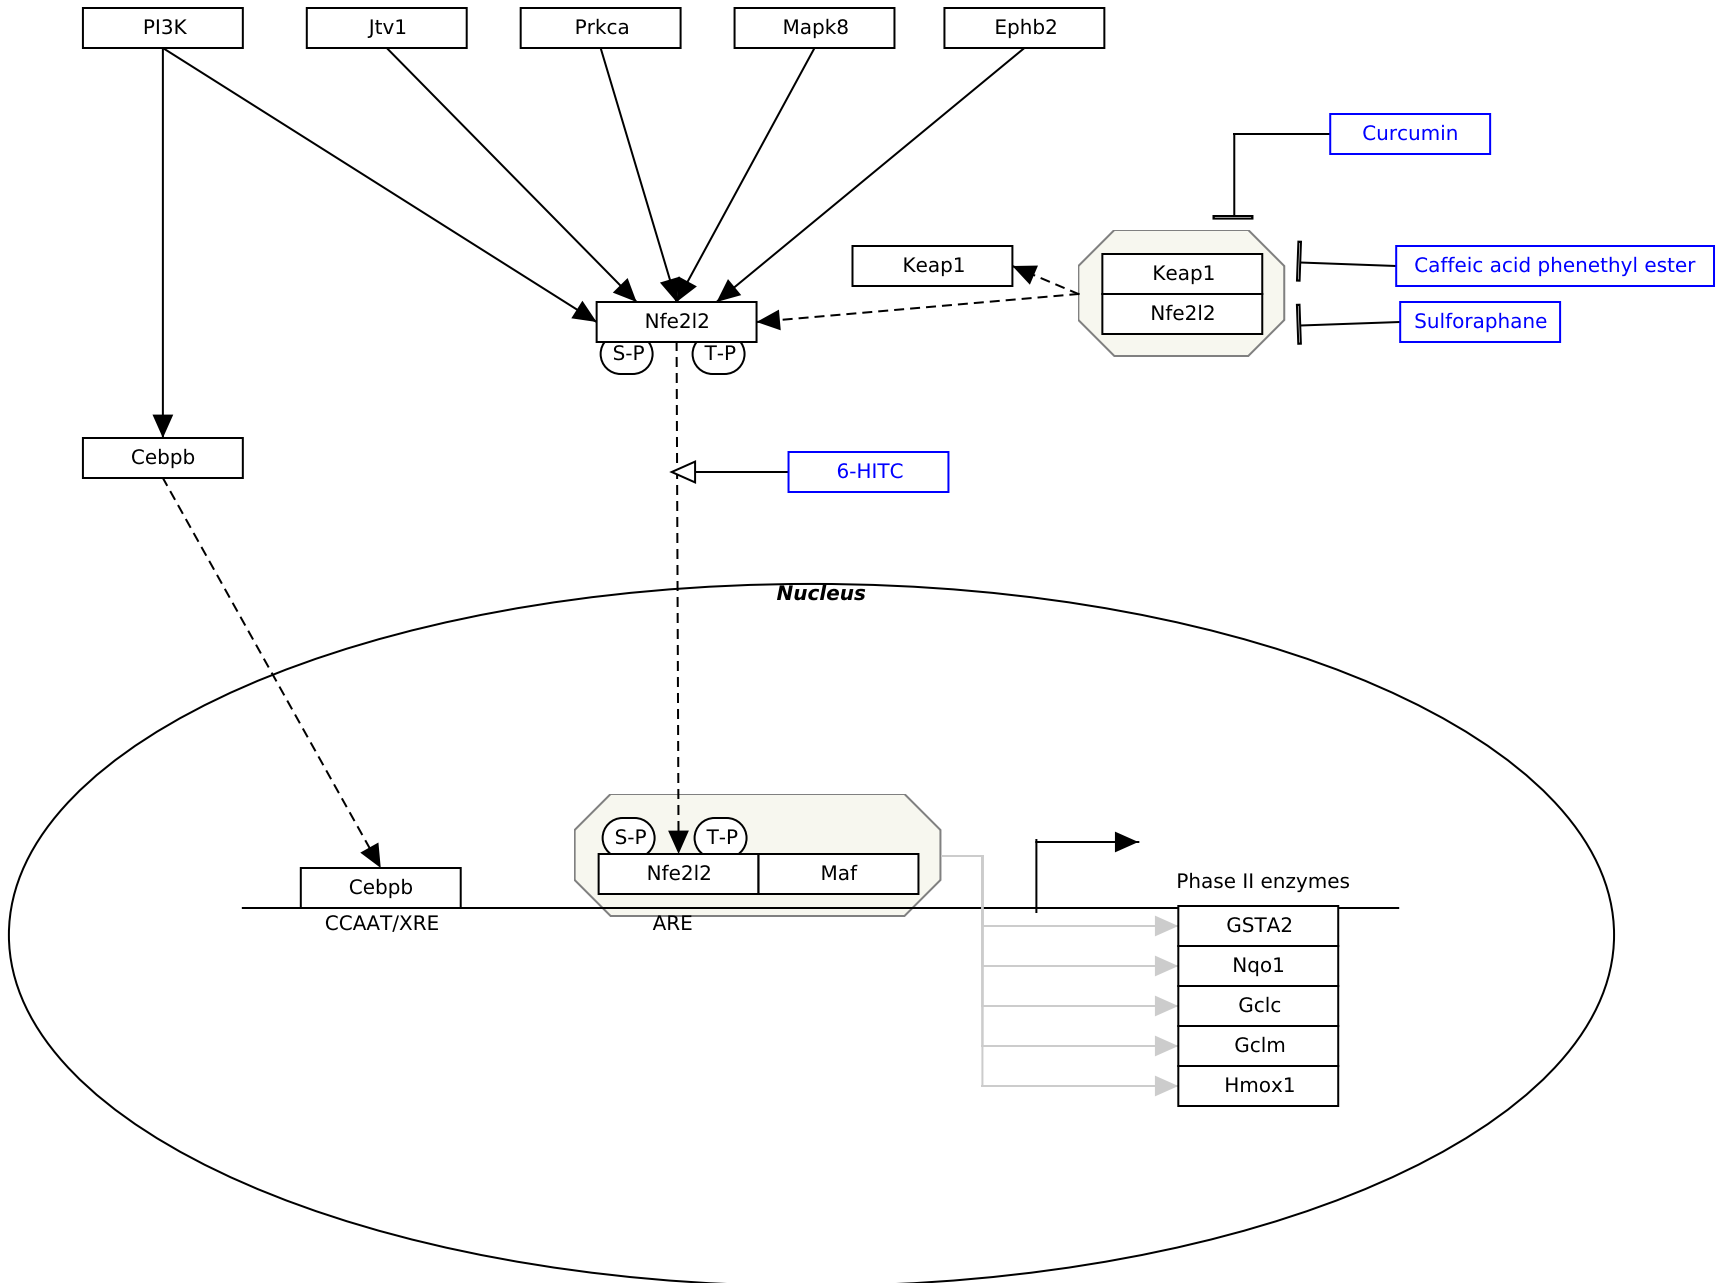 PI3K
Jtv1
Prkca
Mapk8
Ephb2
Curcumin
Keap1
Keap1
Nfe2l2
Caffeic acid phenethyl ester
Sulforaphane
Nfe2l2
S-P
T-P
Cebpb
6-HITC
Nucleus
S-P
T-P
Nfe2l2
Maf
Cebpb
CCAAT/XRE
ARE
Phase II enzymes
GSTA2
Nqo1
Gclc
Gclm
Hmox1